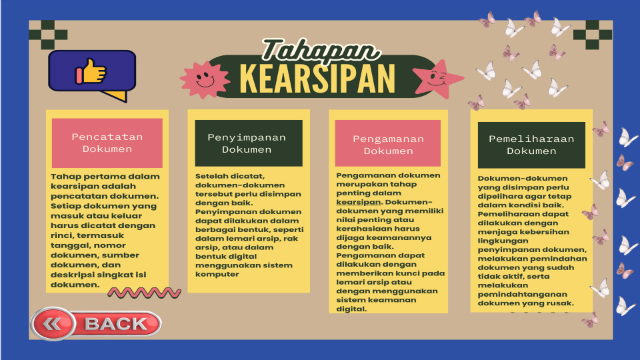 Tahapan
KEARSIPAN
Pencatatan
Dokumen
Tahap pertama dalam
kearsipan adalah
pencatatan dokumen.
Setiap dokumen yang
masuk atau keluar
harus dicatat dengan
rinci, termasuk
tanggal, nomor
dokumen, sumber
dokumen, dan
deskripsi singkat isi
dokumen.
Penyimpanan
Dokumen
Setelah dicatat,
dokumen-dokumen
tersebut perlu disimpan
dengan baik.
Penyimpanan dokumen
dapat dilakukan dalam
berbagai bentuk, seperti
dalam lemari arsip, rak
arsip, atau dalam
bentuk digital
menggunakan sistem
komputer
Pengamanan
Dokumen
Pengamanan dokumen
merupakan tahap
penting dalam
kearsipan. Dokumen-
dokumen yang memiliki
nilai penting atau
kerahasiaan harus
dijaga keamanannya
dengan baik.
Pengamanan dapat
dilakukan dengan
memberikan kunci pada
lemari arsip atau
dengan menggunakan
sistem keamanan
digital.
Pemeliharaan
Dokumen
Dokumen-dokumen
yang disimpan perlu
dipelihara agar tetap
dalam kondisi baik.
Pemeliharaan dapat
dilakukan dengan
menjaga kebersihan
lingkungan
penyimpanan dokumen,
melakukan pemindahan
dokumen yang sudah
tidak aktif, serta
melakukan
pemindahtanganan
dokumen yang rusak.
BACK